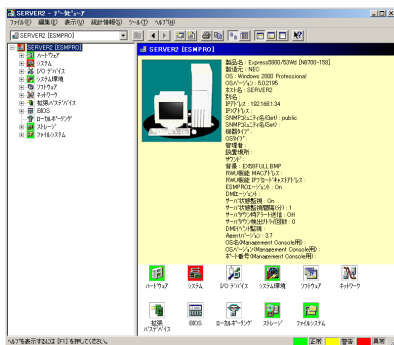 SERVER2 - データビューア
ファイル(F) 編集(E) 表示(V) 統計情報(S) ツール(T) ヘルプ(H)
SERVER2 [ESMPRO]
SERVER2 [ESMPRO]
ハードウェア
システム
I/O デバイス
システム環境
ソフトウェア
ネットワーク
拡張バスデバイス
BIOS
ローカルポーリング
ストレージ
ファイルシステム
SERVER2 [ESMPRO]
製品名 : Express5800/53Wd [N8700-158]
製造元 : NEC
OS : Windows 2000 Professional
OSバージョン : 5.0.2195
ホスト名 : SERVER2
別名 :
IPアドレス : 192.168.1.34
IPXアドレス :
SNMPコミュニティ名(Get) : public
SNMPコミュニティ名(Set) :
機器タイプ :
OSタイプ :
管理者 :
設置場所 :
サウンド :
背景 : EX58FULL.BMP
RWU機能 MACアドレス :
RWU機能 IPブロードキャストアドレス :
ESMPROエージェント : On
DMIエージェント :
サーバ状態監視 : On
サーバ状態監視間隔(分) : 1
サーバダウン時アラート送信 : Off
サーバダウン検出リトライ回数 : 0
DMIイベント監視 :
Agentバージョン : 3.7
OS名(Management Console用) :
OSバージョン(Management Console用) :
ポート番号(Management Console用) :
ハードウェア システム I/O デバイス システム環境 ソフトウェア ネットワーク
拡張バスデバイス BIOS ローカルポーリング ストレージ ファイルシステム
ヘルプを表示するには [F1] を押してください。 正常 警告 異常